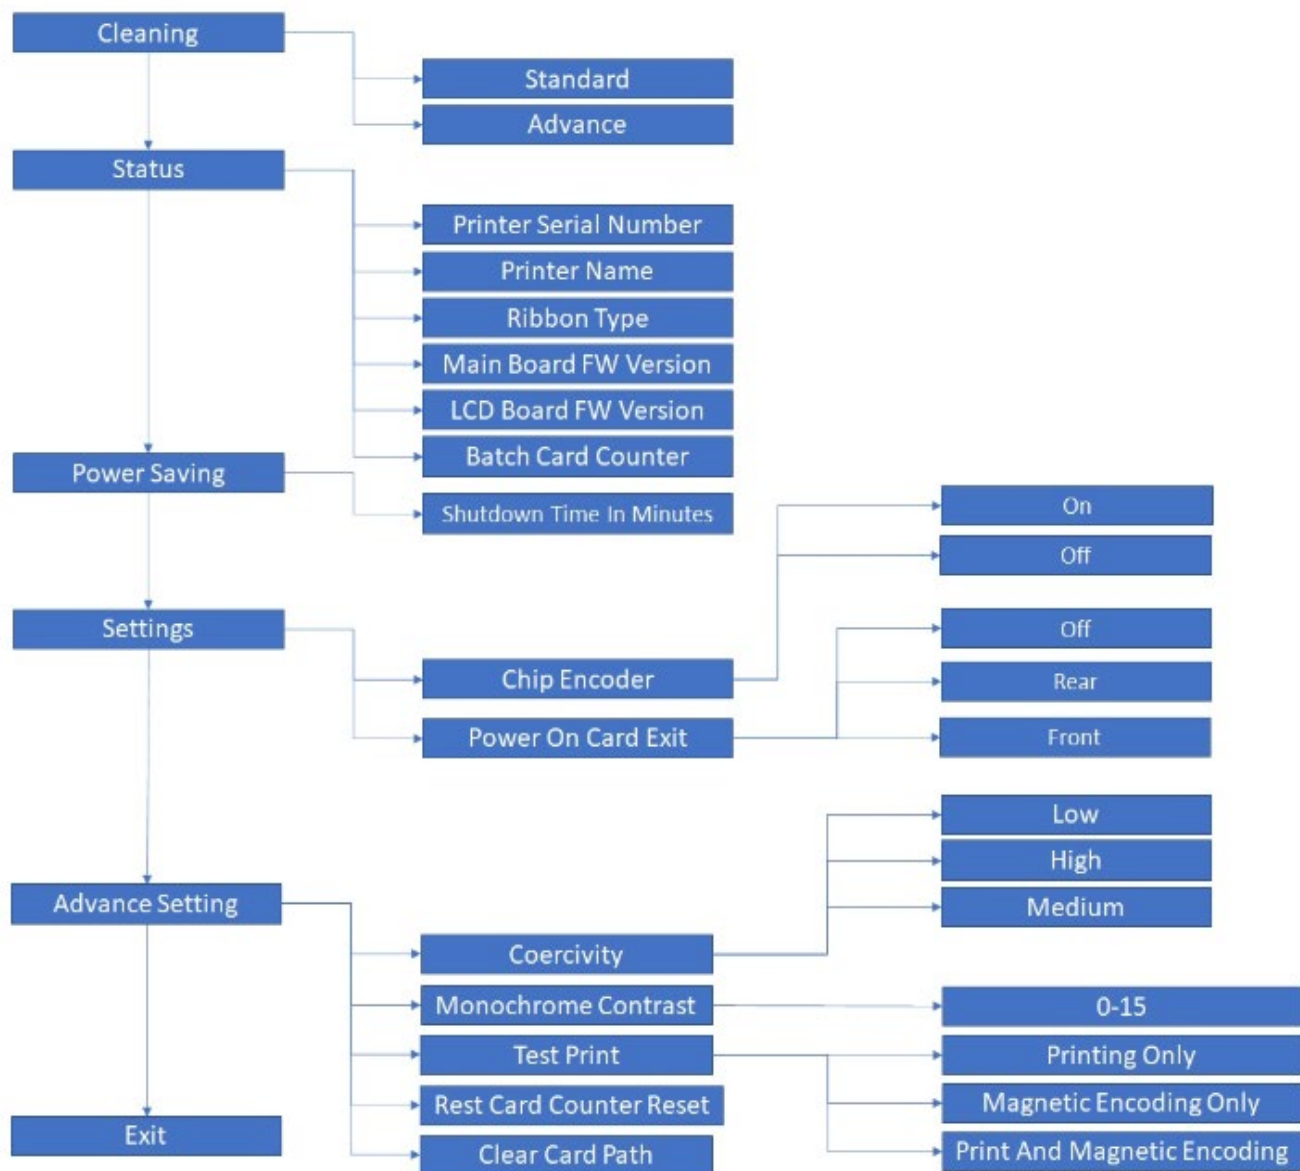 Cleaning
Standard
Advance
Status
Printer Serial Number
Printer Name
Ribbon Type
Main Board FW Version
LCD Board FW Version
Batch Card Counter
Power Saving
Shutdown Time In Minutes
On
Off
Settings
Off
Chip Encoder
Rear
Power On Card Exit
Front
Low
High
Advance Setting
Medium
Coercivity
Monochrome Contrast
0-15
Test Print
Printing Only
Rest Card Counter Reset
Magnetic Encoding Only
Exit
Clear Card Path
Print And Magnetic Encoding